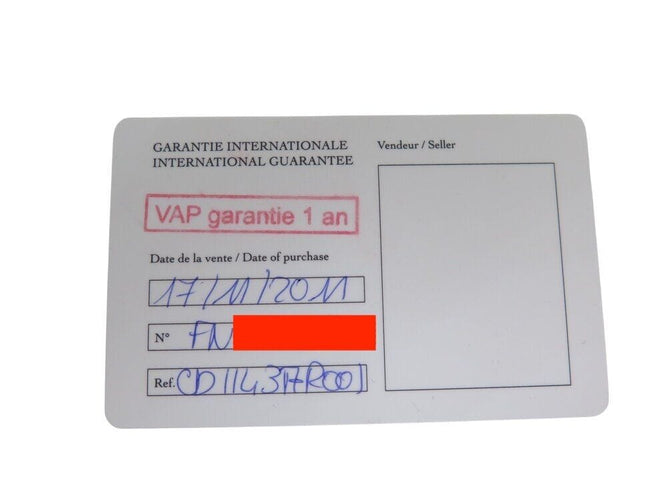 GARANTIE INTERNATIONALE
INTERNATIONAL GUARANTEE
VAP garantie 1 an
Date de la vente / Date of purchase
17/11/2011
N° FN
Ref. CD114317R001
Vendeur / Seller